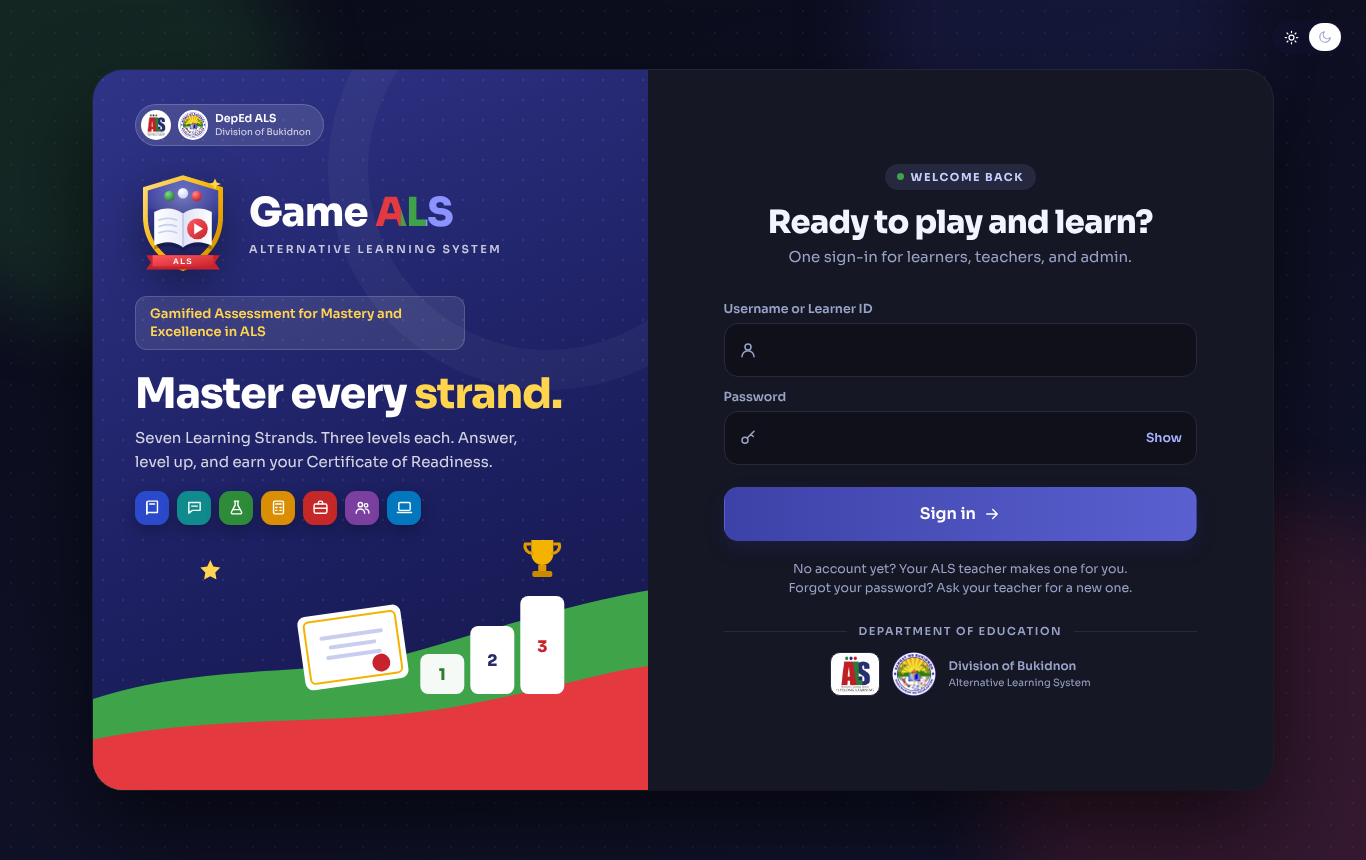 DepEd ALS
Division of Bukidnon
Game ALS
ALTERNATIVE LEARNING SYSTEM
ALS
Gamified Assessment for Mastery and
Excellence in ALS
Master every strand.
Seven Learning Strands. Three levels each. Answer,
level up, and earn your Certificate of Readiness.
1
2
3
WELCOME BACK
Ready to play and learn?
One sign-in for learners, teachers, and admin.
Username or Learner ID
Password
Show
Sign in →
No account yet? Your ALS teacher makes one for you.
Forgot your password? Ask your teacher for a new one.
DEPARTMENT OF EDUCATION
ALS
Division of Bukidnon
Alternative Learning System